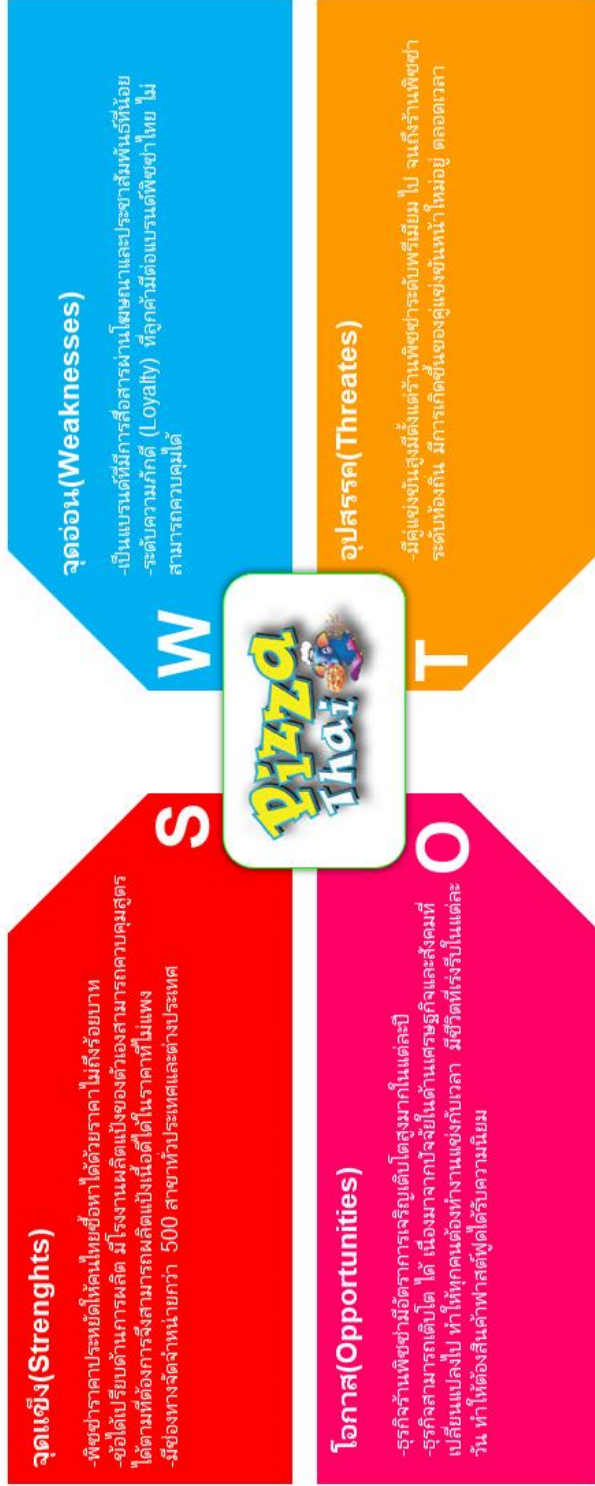 จุดแข็ง(Strenghts)
-พิซซ่าราคาประหยัดให้คนไทยซื้อหาได้ด้วยราคาไม่ถึงร้อยบาท
-ข้อได้เปรียบด้านการผลิต มีโรงงานผลิตแป้งของตัวเองสามารถควบคุมสูตร
ได้ตามที่ต้องการจึงสามารถผลิตแป้งเนื้อดีได้ในราคาที่ไม่แพง
-มีช่องทางจัดจำหน่ายกว่า 500 สาขาทั่วประเทศและต่างประเทศ
S
จุดอ่อน(Weaknesses)
-เป็นแบรนด์ที่มีการสื่อสารผ่านโฆษณาและประชาสัมพันธ์ที่น้อย
-ระดับความภักดี (Loyalty) ที่ลูกค้ามีต่อแบรนด์พิซซ่าไทย ไม่
สามารถควบคุมได้
W
Pizza
Thai
โอกาส(Opportunities)
-ธุรกิจร้านพิซซ่ามีอัตราการเจริญเติบโตสูงมากในแต่ละปี
-ธุรกิจสามารถเติบโต ได้ เนื่องมาจากปัจจัยในด้านเศรษฐกิจและสังคมที่
เปลี่ยนแปลงไป ทำให้ทุกคนต้องทำงานแข่งกับเวลา มีชีวิตที่เร่งรีบในแต่ละ
วัน ทำให้ต้องสินค้าฟาสต์ฟูดได้รับความนิยม
O
อุปสรรค(Threates)
-มีคู่แข่งขันสูงมีตั้งแต่ร้านพิซซ่าระดับพรีเมียม ไป จนถึงร้านพิซซ่า
ระดับท้องถิ่น มีการเกิดขึ้นของคู่แข่งขันหน้าใหม่อยู่ ตลอดเวลา
T